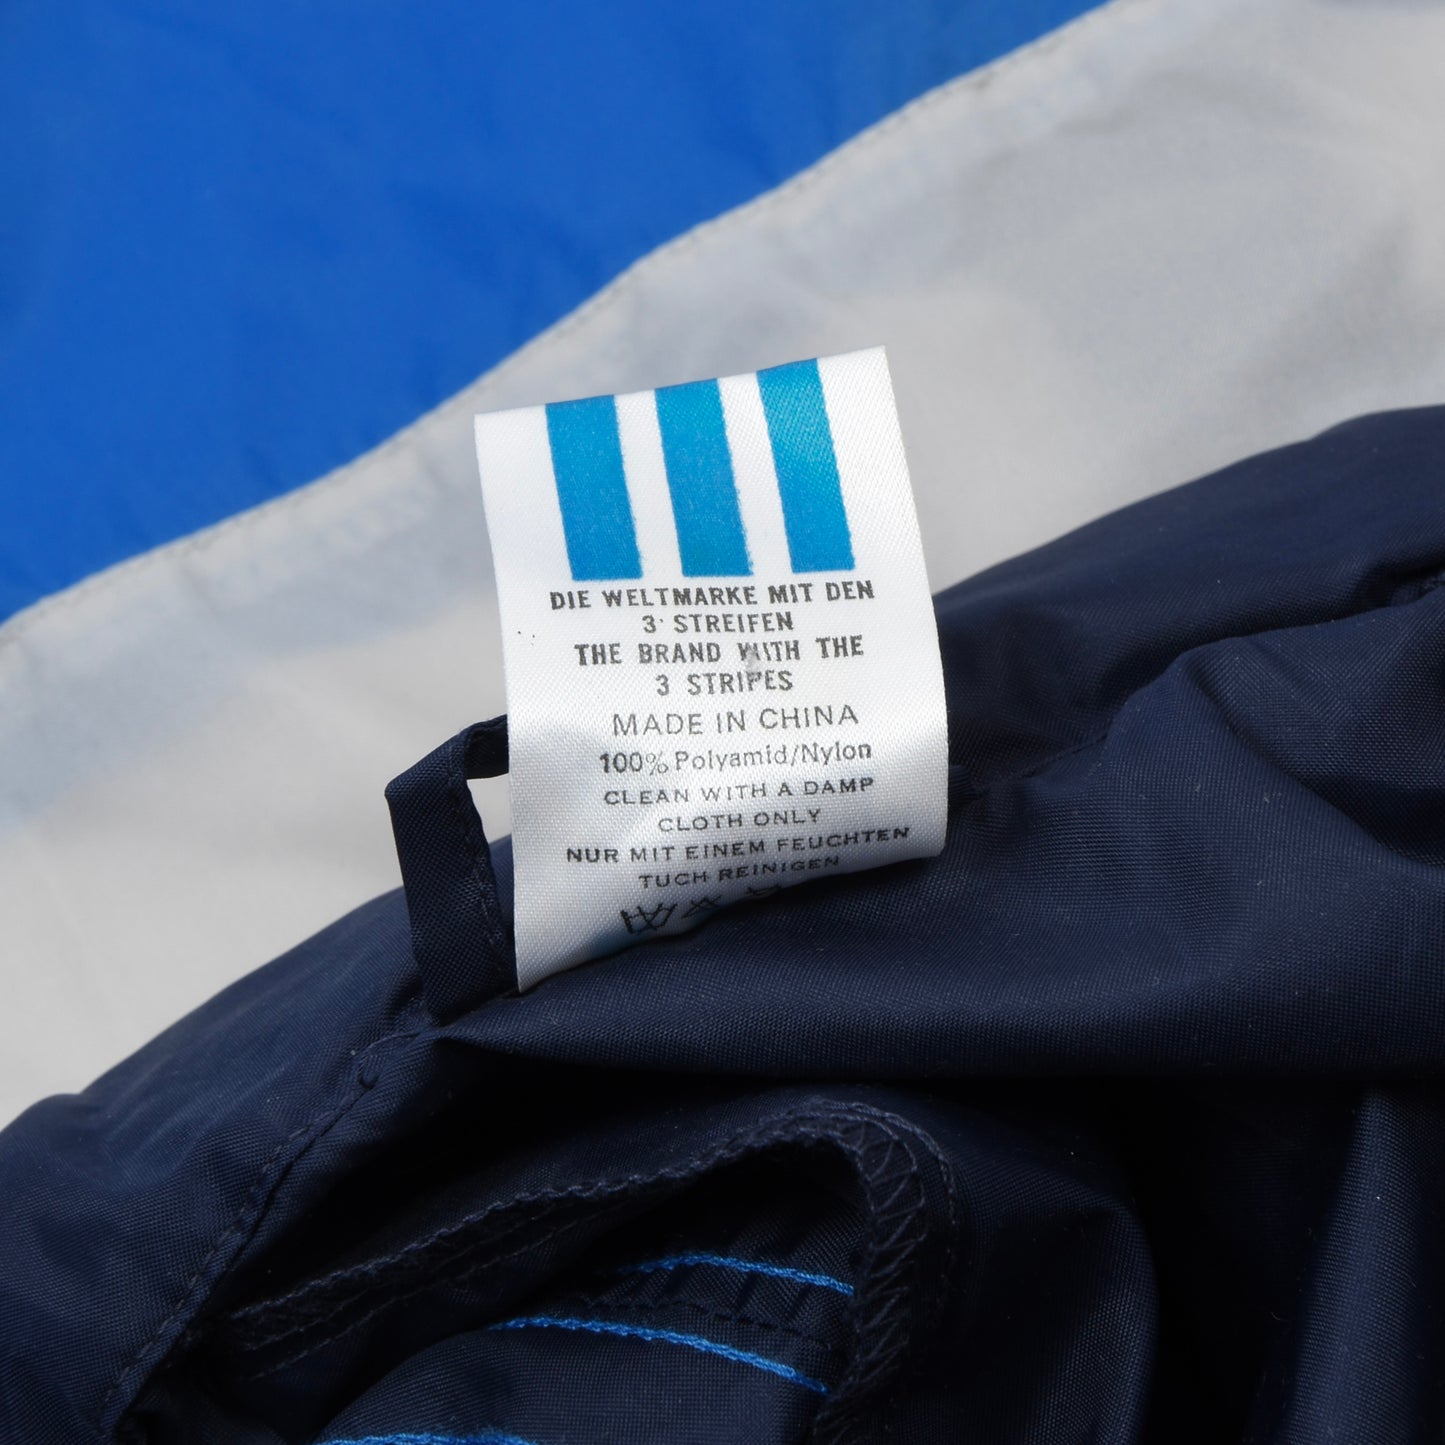 DIE WELTMARKE MIT DEN
3 STREIFEN
THE BRAND WITH THE
3 STRIPES
MADE IN CHINA
100% Polyamid/Nylon
CLEAN WITH A DAMP
CLOTH ONLY
NUR MIT EINEM FEUCHTEN
TUCH REINIGEN